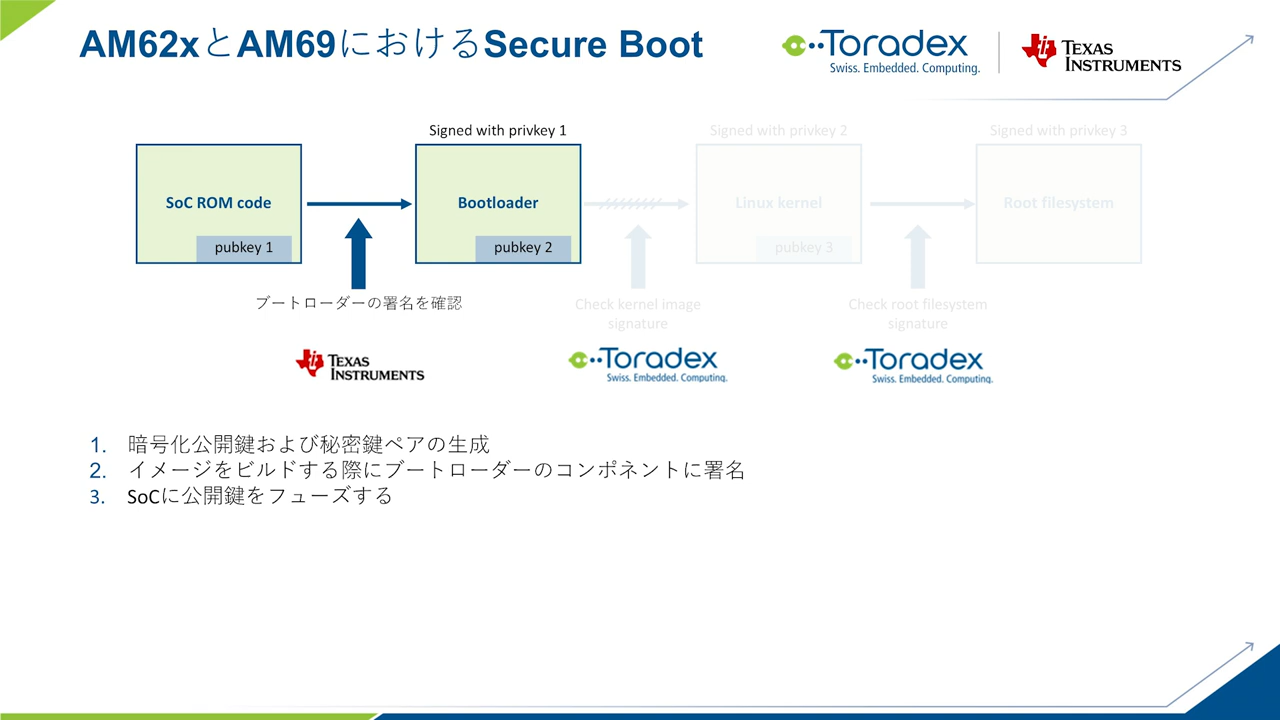 AM62xとAM69におけるSecure Boot
Toradex
Swiss. Embedded. Computing.
TEXAS
INSTRUMENTS
Signed with privkey 1
Signed with privkey 2
Signed with privkey 3
SoC ROM code
Bootloader
Linux kernel
Root filesystem
pubkey 1
pubkey 2
pubkey 3
ブートローダーの署名を確認
Check kernel image
signature
Check root filesystem
signature
TEXAS
INSTRUMENTS
Toradex
Swiss. Embedded. Computing.
Toradex
Swiss. Embedded. Computing.
1. 暗号化公開鍵および秘密鍵ペアの生成
2. イメージをビルドする際にブートローダーのコンポネントに署名
3. SoCに公開鍵をフューズする